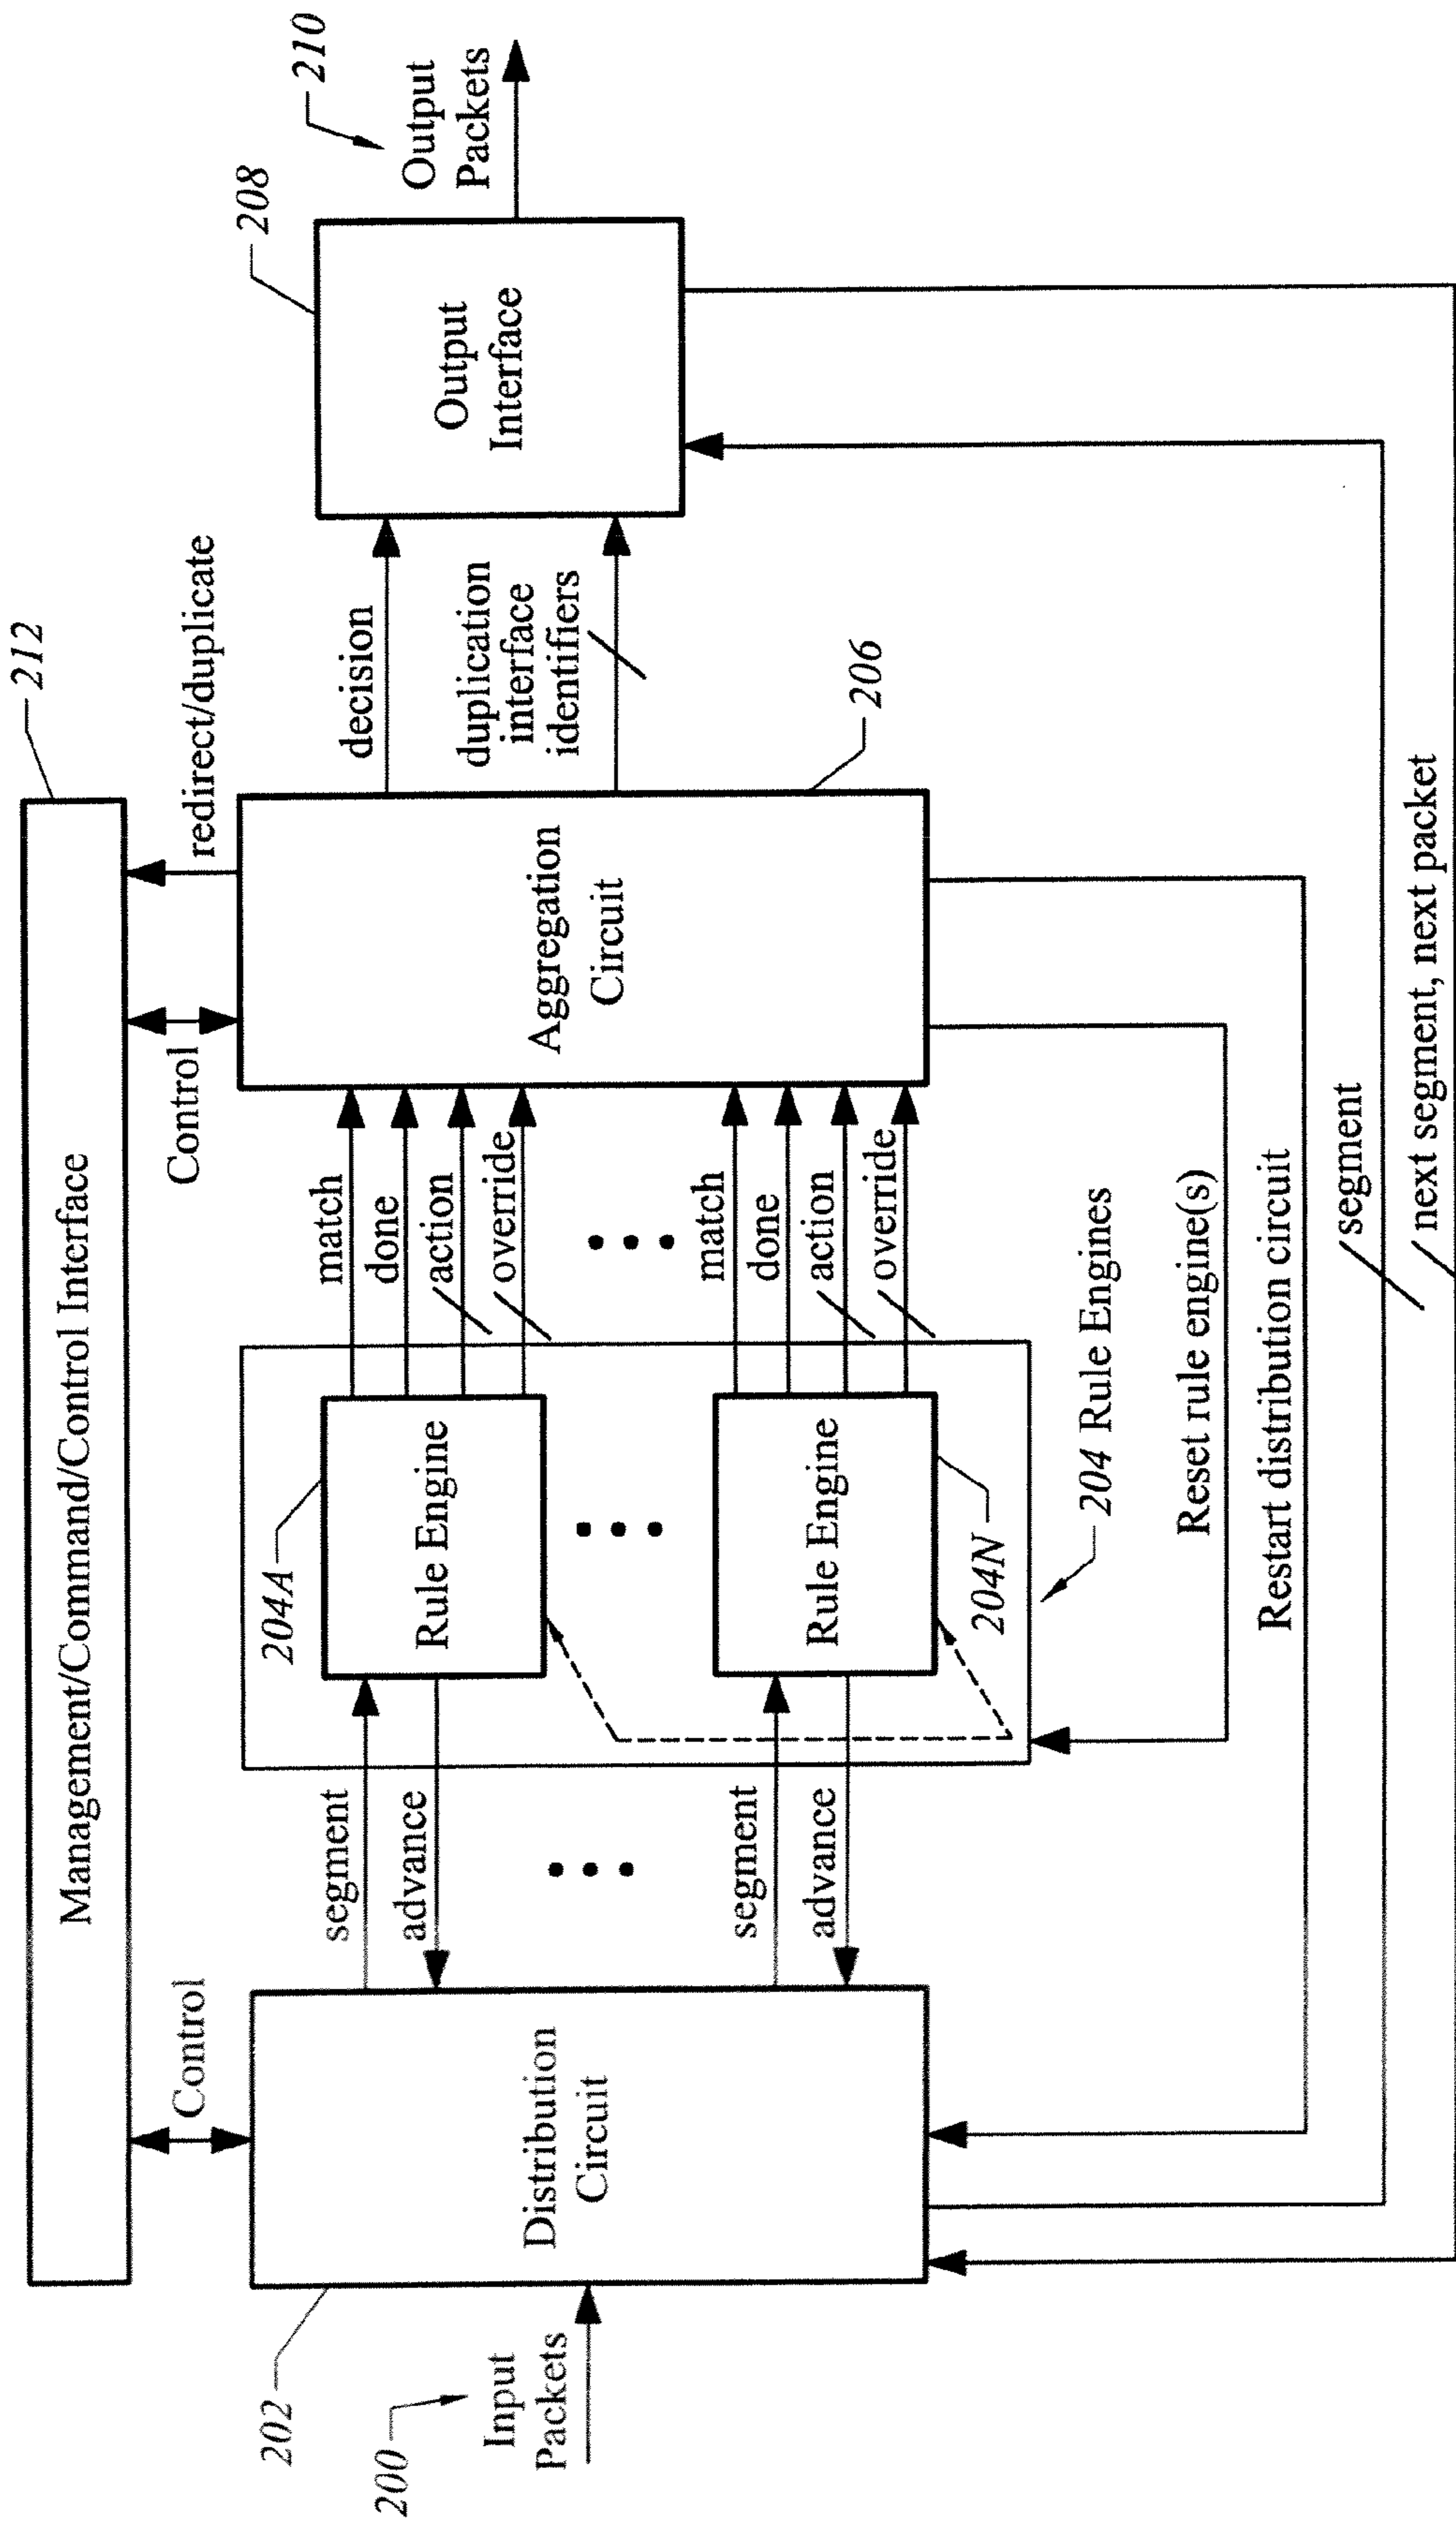 212
Management/Command/Control Interface
Control
Control
redirect/duplicate
200
Input
Packets
202
Distribution
Circuit
segment
advance
segment
advance
204A
Rule Engine
Rule Engine
204N
204 Rule Engines
match
done
action
override
match
done
action
override
Aggregation
Circuit
206
decision
duplication
interface
identifiers
208
Output
Interface
210
Output
Packets
Reset rule engine(s)
Restart distribution circuit
segment
next segment, next packet